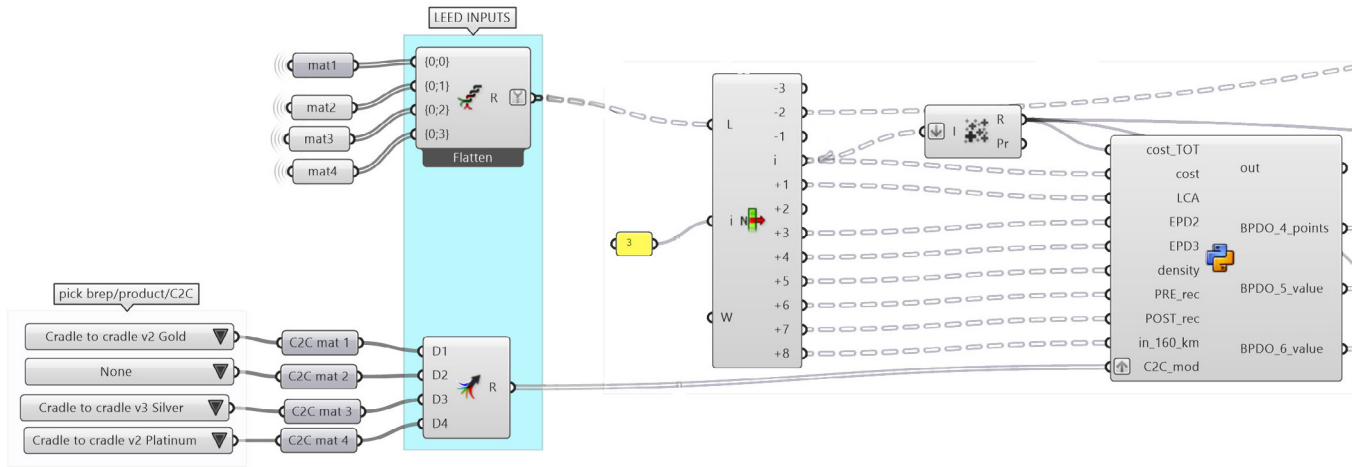 LEED INPUTS
mat1
mat2
mat3
mat4
{0;0}
{0;1}
{0;2}
{0;3}
R
Flatten
L
i
W
N
-3
-2
-1
i
+1
+2
+3
+4
+5
+6
+7
+8
3
I
R
Pr
cost_TOT
cost
LCA
EPD2
EPD3
density
PRE_rec
POST_rec
in_160_km
C2C_mod
out
BPDO_4_points
BPDO_5_value
BPDO_6_value
pick brep/product/C2C
Cradle to cradle v2 Gold
None
Cradle to cradle v3 Silver
Cradle to cradle v2 Platinum
C2C mat 1
C2C mat 2
C2C mat 3
C2C mat 4
D1
D2
D3
D4
R